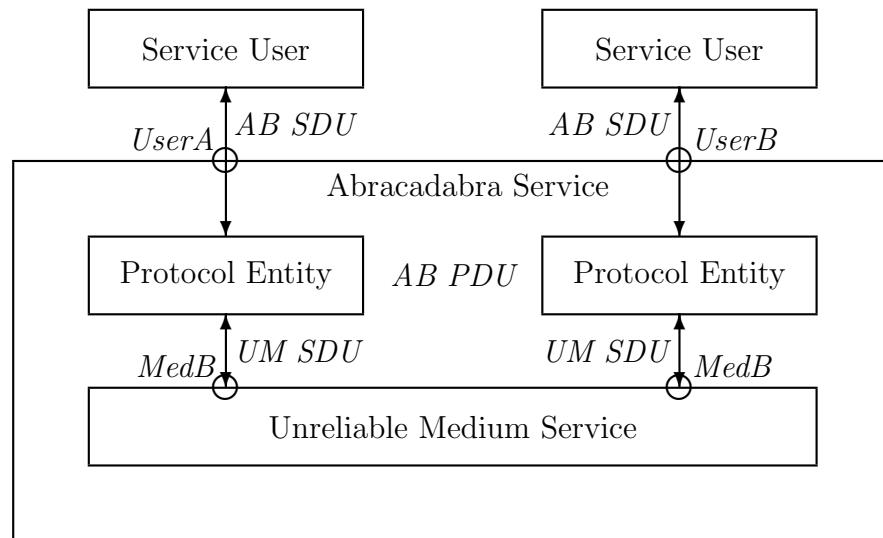 Service User Service User
AB SDU AB SDU
UserA UserB
Abracadabra Service
Protocol Entity AB PDU Protocol Entity
UM SDU UM SDU
MedB MedB
Unreliable Medium Service